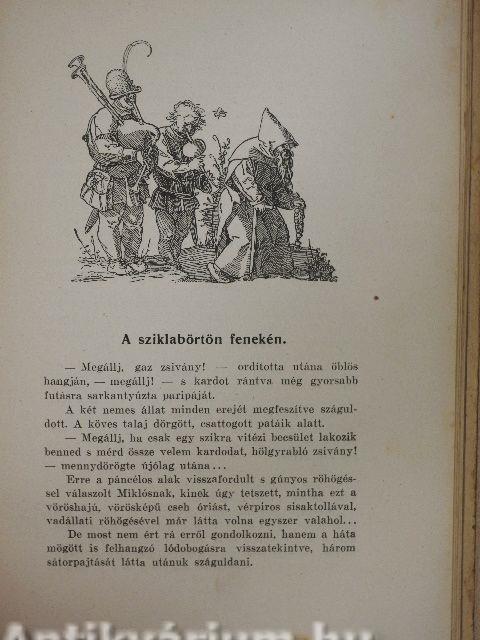 A sziklabörtön fenekén.
— Megállj, gaz zsivány! — ordította utána öblös
hangján, — megállj! — s kardot rántva még gyorsabb
futásra sarkantyúzta paripáját.
A két nemes állat minden erejét megfeszítve szágul-
dott. A köves talaj dörgött, csattogott patáik alatt.
— Megállj, ha csak egy szikra vitézi becsület lakozik
benned s mérd össze velem kardodat, hölgyrabló zsivány!
— mennydörögte újólag utána...
Erre a páncélos alak visszafordult s gúnyos röhögés-
sel válaszolt Miklósnak, kinek úgy tetszett, mintha ezt a
vöröshajú, vörösképű cseh óriást, vérpiros sisaktollával,
vadállati röhögésével már látta volna egyszer valahol...
De most nem ért rá erről gondolkozni, hanem a háta
mögött is felhangzó lódobogásra visszatekintve, három
sátorpajtását látta utánuk száguldani.
Antikvárium.hu